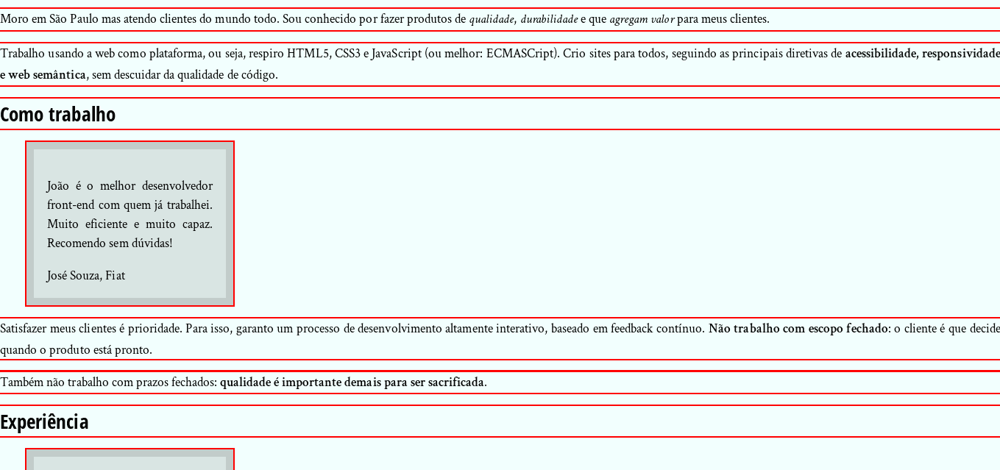 Moro em São Paulo mas atendo clientes do mundo todo. Sou conhecido por fazer produtos de qualidade, durabilidade e que agregam valor para meus clientes.
Trabalho usando a web como plataforma, ou seja, respiro HTML5, CSS3 e JavaScript (ou melhor: ECMASCript). Crio sites para todos, seguindo as principais diretivas de acessibilidade, responsividade
e web semântica, sem descuidar da qualidade de código.
Como trabalho
João é o melhor desenvolvedor
front-end com quem já trabalhei.
Muito eficiente e muito capaz.
Recomendo sem dúvidas!
José Souza, Fiat
Satisfazer meus clientes é prioridade. Para isso, garanto um processo de desenvolvimento altamente interativo, baseado em feedback contínuo. Não trabalho com escopo fechado: o cliente é que decide
quando o produto está pronto.
Também não trabalho com prazos fechados: qualidade é importante demais para ser sacrificada.
Experiência